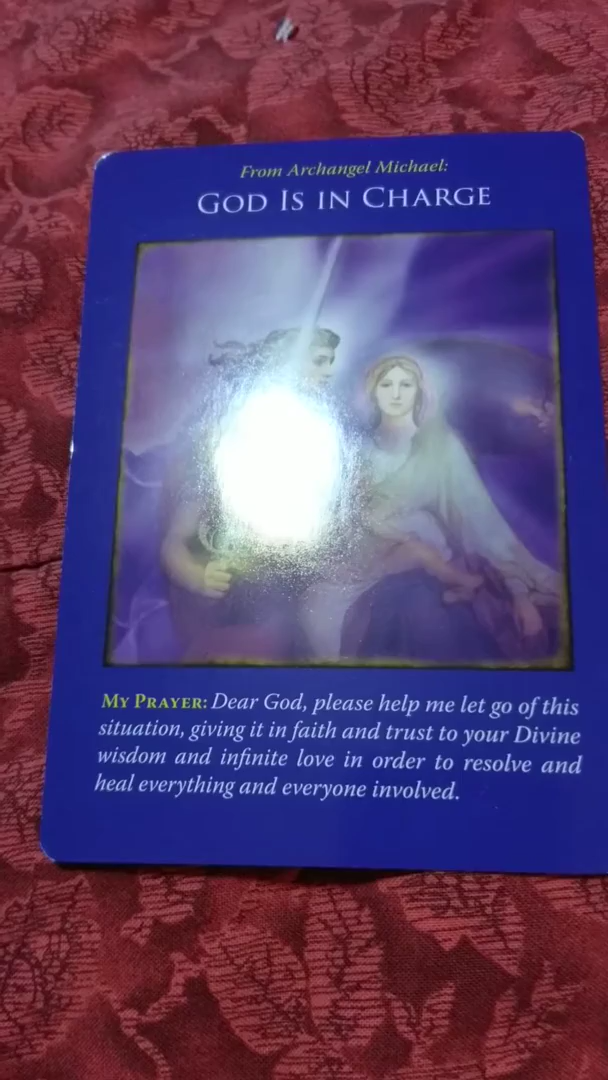 From Archangel Michael:
GOD IS IN CHARGE
MY PRAYER: Dear God, please help me let go of this
situation, giving it in faith and trust to your Divine
wisdom and infinite love in order to resolve and
heal everything and everyone involved.